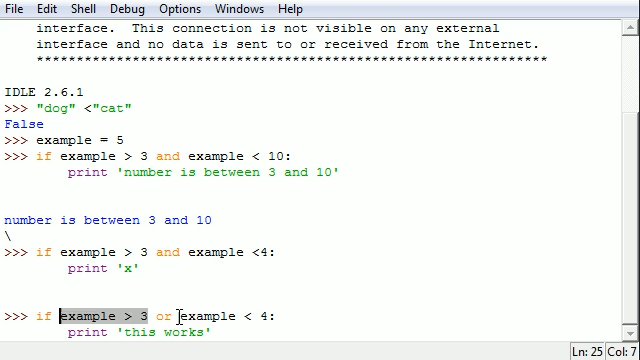 File Edit Shell Debug Options Windows Help
interface. This connection is not visible on any external
interface and no data is sent to or received from the Internet.
****************************************************************
IDLE 2.6.1
>>> "dog" <"cat"
False
>>> example = 5
>>> if example > 3 and example < 10:
print 'number is between 3 and 10'
number is between 3 and 10
\
>>> if example > 3 and example <4:
print 'x'
>>> if example > 3 or example < 4:
print 'this works'
Ln: 25 Col: 7